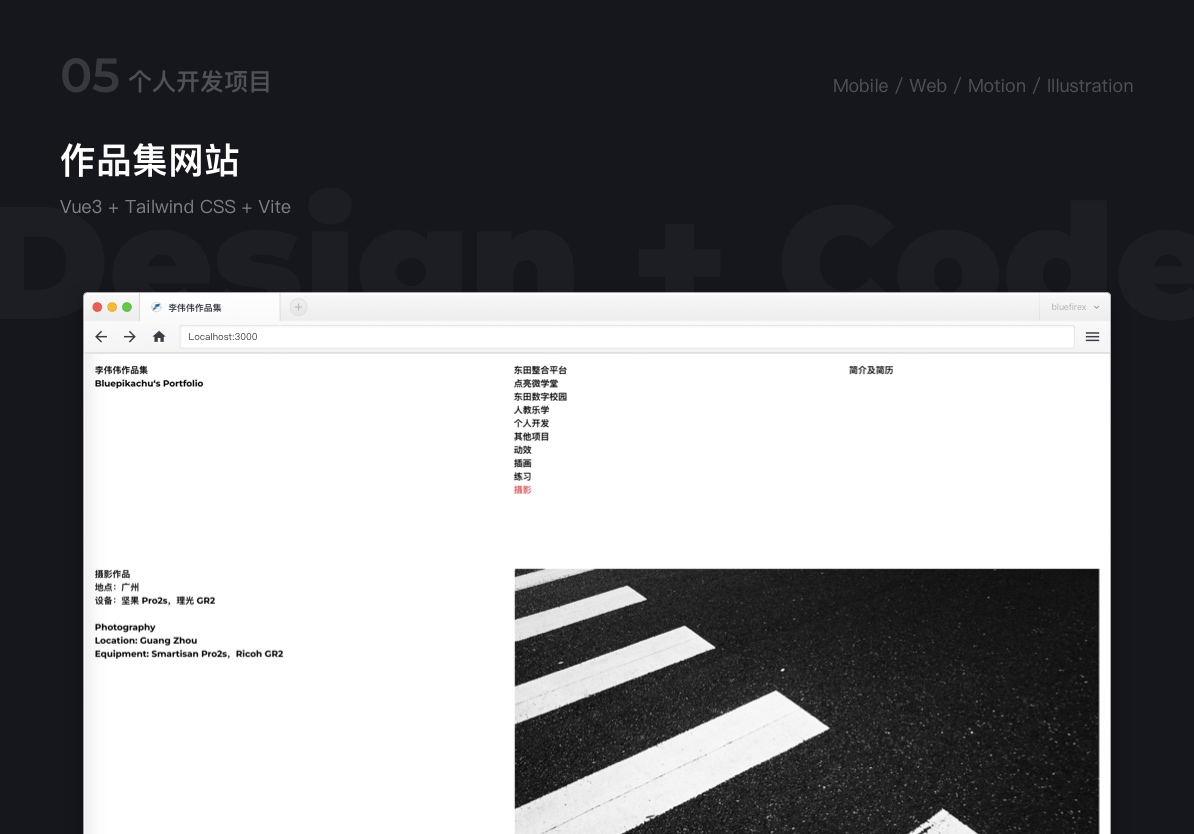 05 个人开发项目
Mobile / Web / Motion / Illustration
作品集网站
Vue3 + Tailwind CSS + Vite
Design + Code
李伟伟作品集
bluefirex
Localhost:3000
李伟伟作品集
Bluepikachu‘s Portfolio
东田整合平台
点亮微学堂
东田数字校园
人教乐学
个人开发
其他项目
动效
插画
练习
摄影
简介及简历
摄影作品
地点：广州
设备：坚果 Pro2s，理光 GR2
Photography
Location: Guang Zhou
Equipment: Smartisan Pro2s，Ricoh GR2